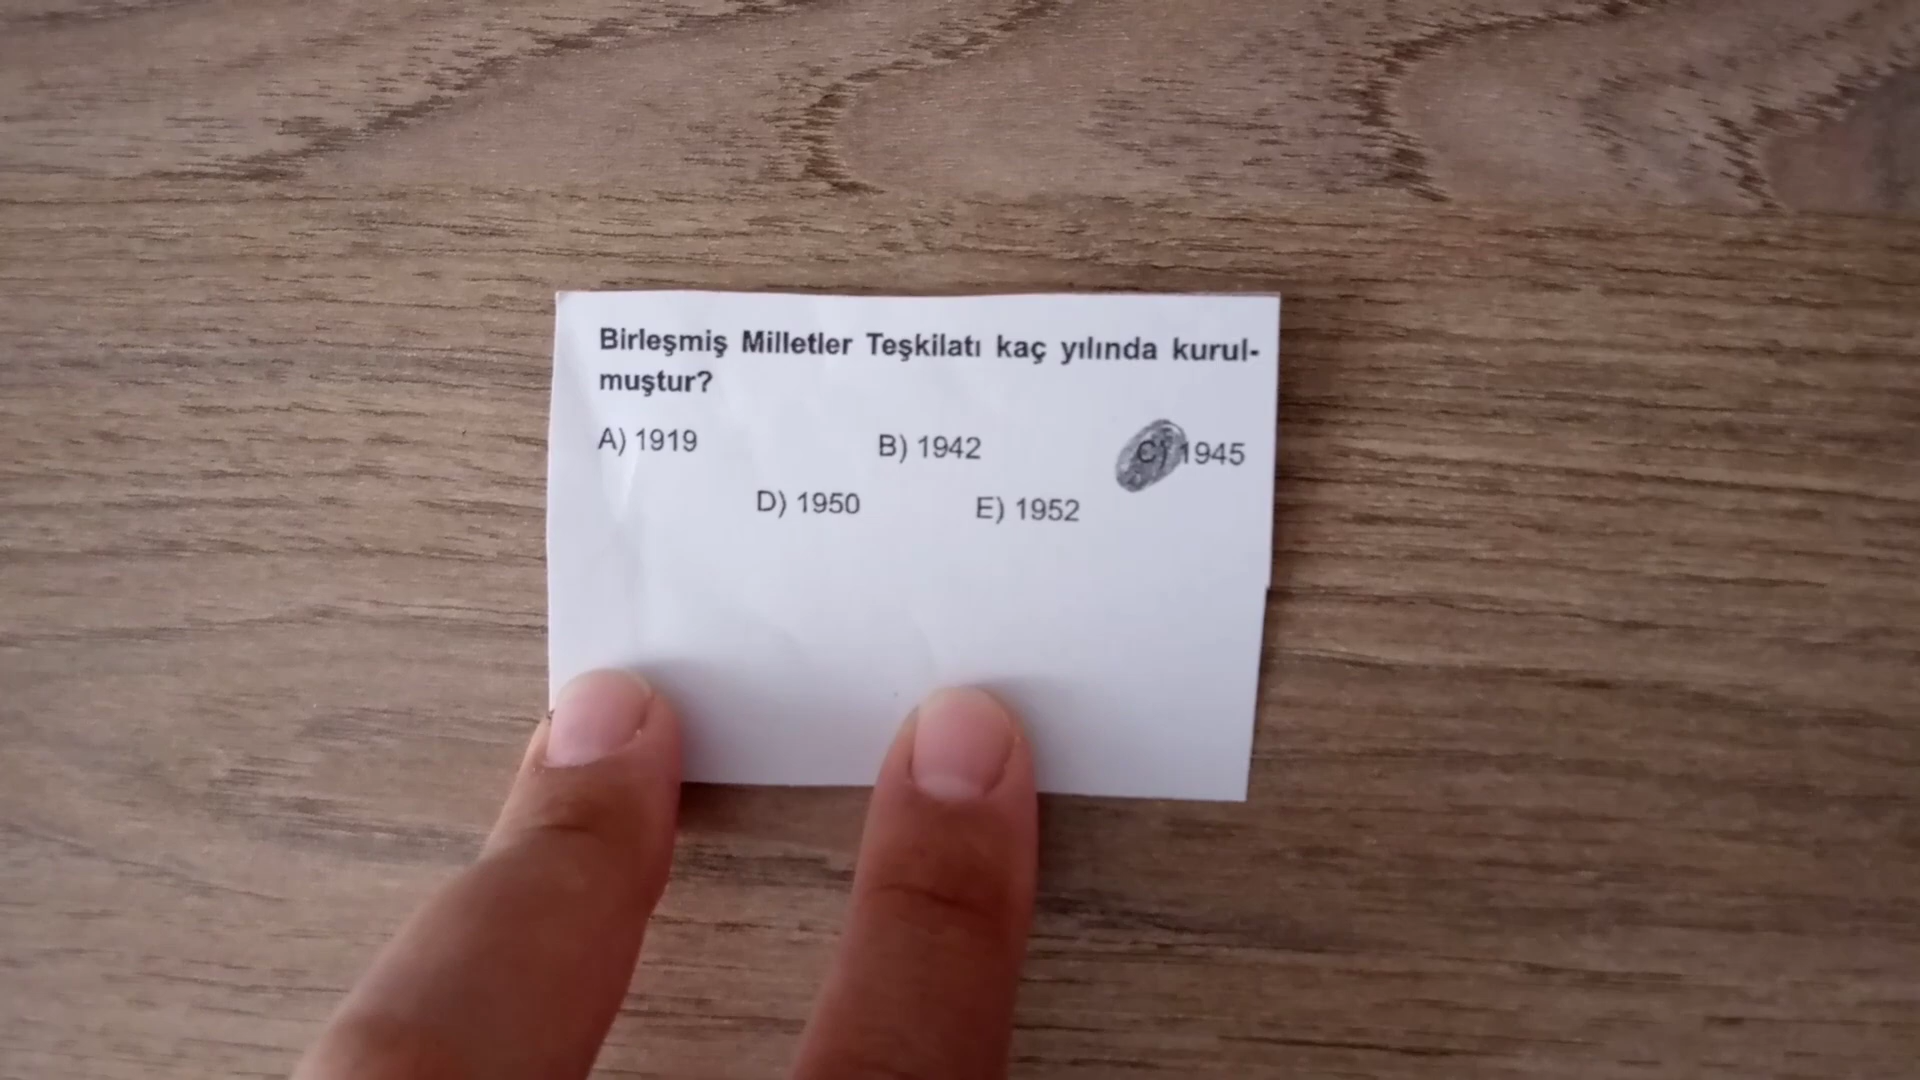 Birleşmiş Milletler Teşkilatı kaç yılında kurul-
muştur?
A) 1919 B) 1942 C) 1945
D) 1950 E) 1952